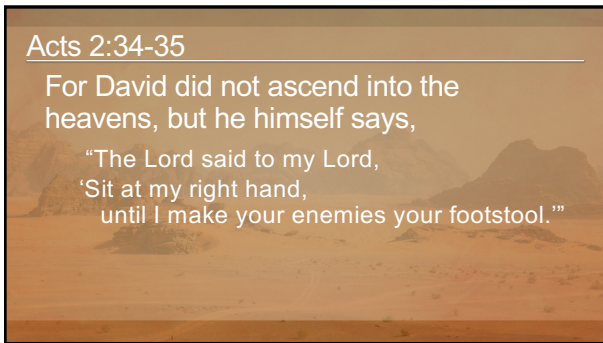 Acts 2:34-35
For David did not ascend into the
heavens, but he himself says,
“The Lord said to my Lord,
‘Sit at my right hand,
until I make your enemies your footstool.’”